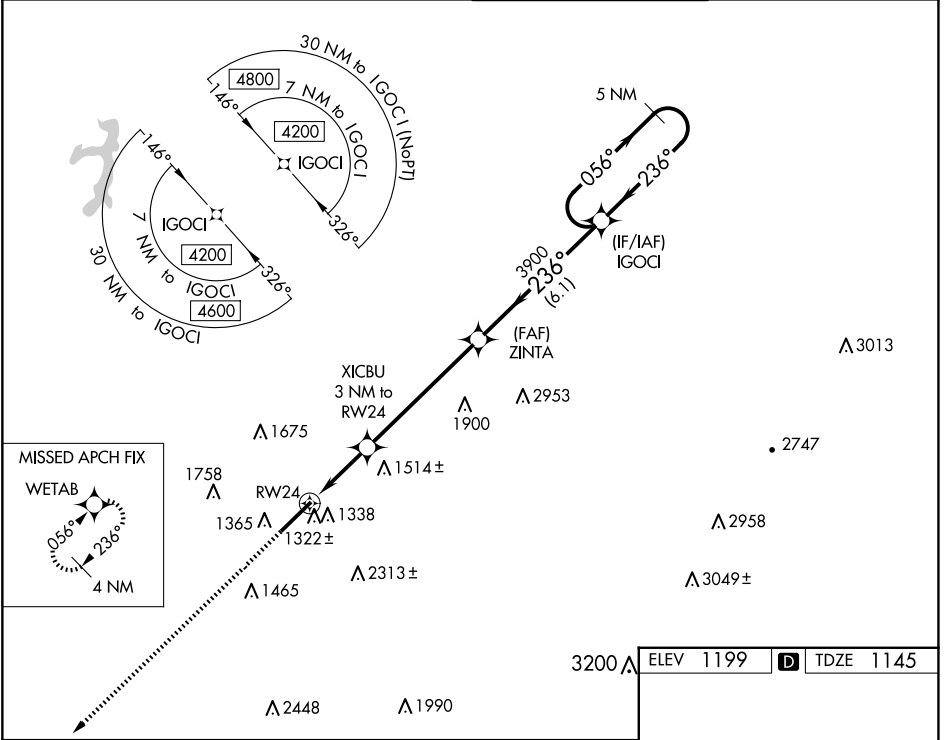 30 NM to IGOCI (NoPT)
4800
146°
7 NM to IGOCI
4200
IGOCI
326°
146°
IGOCI
4200
7 NM to IGOCI
326°
4600
30 NM to IGOCI
5 NM
056°
236°
(IF/IAF)
IGOCI
3900
236°
(6.1)
(FAF)
ZINTA
3013
XICBU
3 NM to
RW24
2953
1900
1675
2747
MISSED APCH FIX
WETAB
056°
236°
4 NM
1514 ±
1758
RW24
1365
1338
1322 ±
2958
2313 ±
3049 ±
1465
3200
ELEV 1199 D TDZE 1145
2448
1990